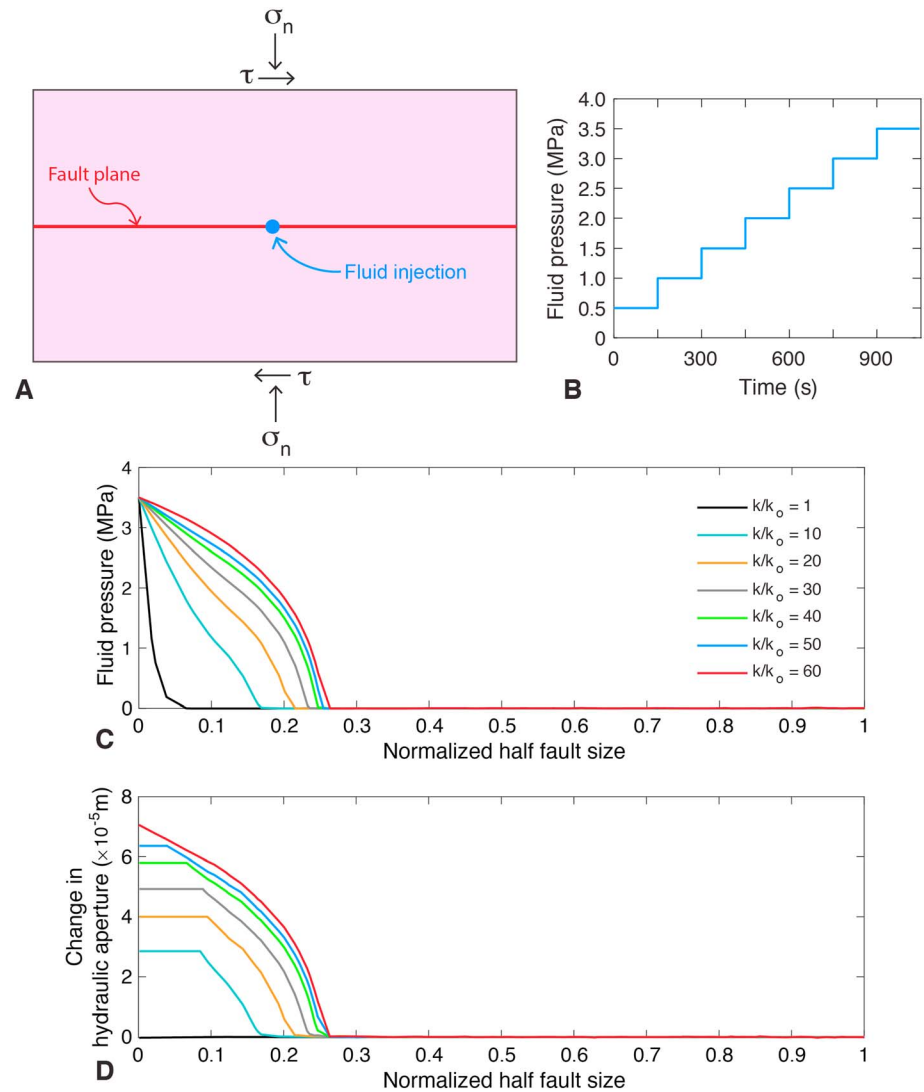 σn
τ
Fault plane
Fluid injection
τ
A
σn
Fluid pressure (MPa)
4.0
3.5
3.0
2.5
2.0
1.5
1.0
0.5
0
0 300 600 900
Time (s)
B
Fluid pressure (MPa)
4
3
2
1
0
k/ko = 1
k/ko = 10
k/ko = 20
k/ko = 30
k/ko = 40
k/ko = 50
k/ko = 60
0 0.1 0.2 0.3 0.4 0.5 0.6 0.7 0.8 0.9 1
C
Normalized half fault size
Change in
hydraulic aperture (×10-5m)
8
6
4
2
0
0 0.1 0.2 0.3 0.4 0.5 0.6 0.7 0.8 0.9 1
D
Normalized half fault size